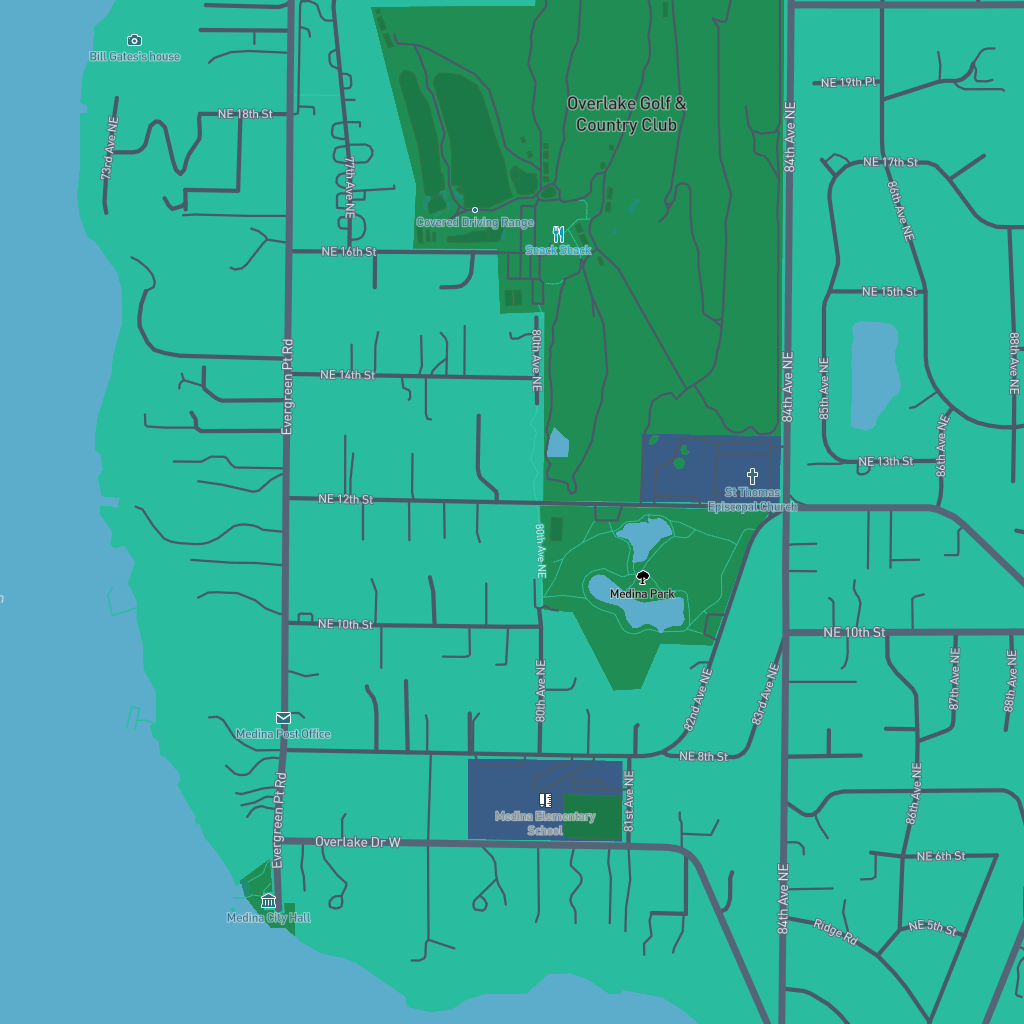 Bill Gates's house
Overlake Golf &
Country Club
NE 19th Pl
NE 18th St
84th Ave NE
73rd Ave NE
77th Ave NE
NE 17th St
86th Ave NE
Covered Driving Range
Snack Shack
NE 16th St
NE 15th St
80th Ave NE
Evergreen Pt Rd
NE 14th St
84th Ave NE
85th Ave NE
88th Ave NE
86th Ave NE
NE 13th St
St Thomas
Episcopal Church
NE 12th St
80th Ave NE
Medina Park
NE 10th St
NE 10th St
80th Ave NE
82nd Ave NE
83rd Ave NE
87th Ave NE
88th Ave NE
Medina Post Office
NE 8th St
Evergreen Pt Rd
81st Ave NE
86th Ave NE
Medina Elementary
School
Overlake Dr W
NE 6th St
84th Ave NE
Medina City Hall
Ridge Rd
NE 5th St